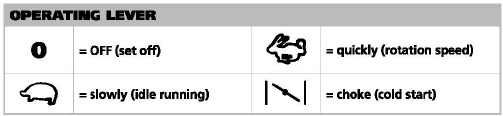 OPERATING LEVER
0 = OFF (set off)
= quickly (rotation speed)
= slowly (idle running)
= choke (cold start)